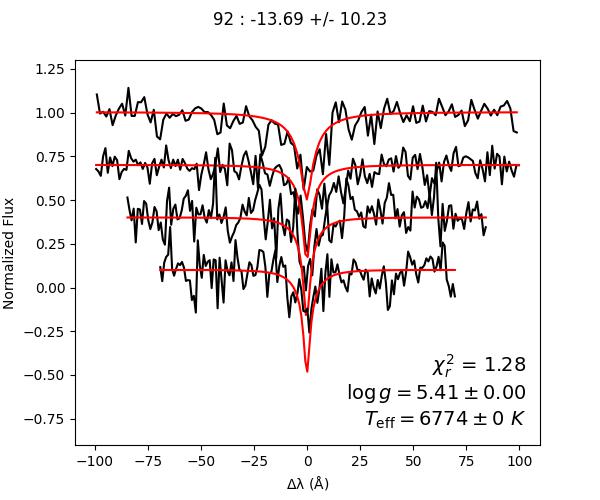 92 : -13.69 +/- 10.23
1.25
1.00
0.75
0.50
0.25
0.00
−0.25
−0.50
−0.75
Normalized Flux
χ²ᵣ = 1.28
log g = 5.41 ± 0.00
T_eff = 6774 ± 0 K
−100 −75 −50 −25 0 25 50 75 100
Δλ (Å)